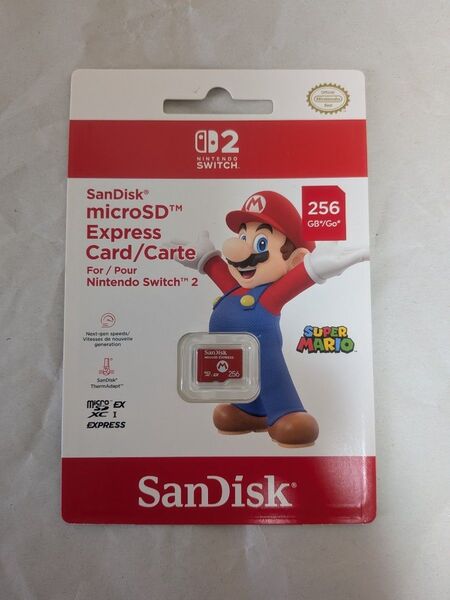 Official
Nintendo
Seal
2
NINTENDO
SWITCH
SanDisk®
microSD™
Express
Card/Carte
For / Pour
Nintendo Switch™ 2
256
GB*/Go*
M
Next-gen speeds/
Vitesses de nouvelle
generation
SUPER
MARIO
SanDisk
microSD EXPRESS
M
256
SanDisk®
ThermAdapt™
micro SD EX
XC I
EXPRESS
SanDisk®